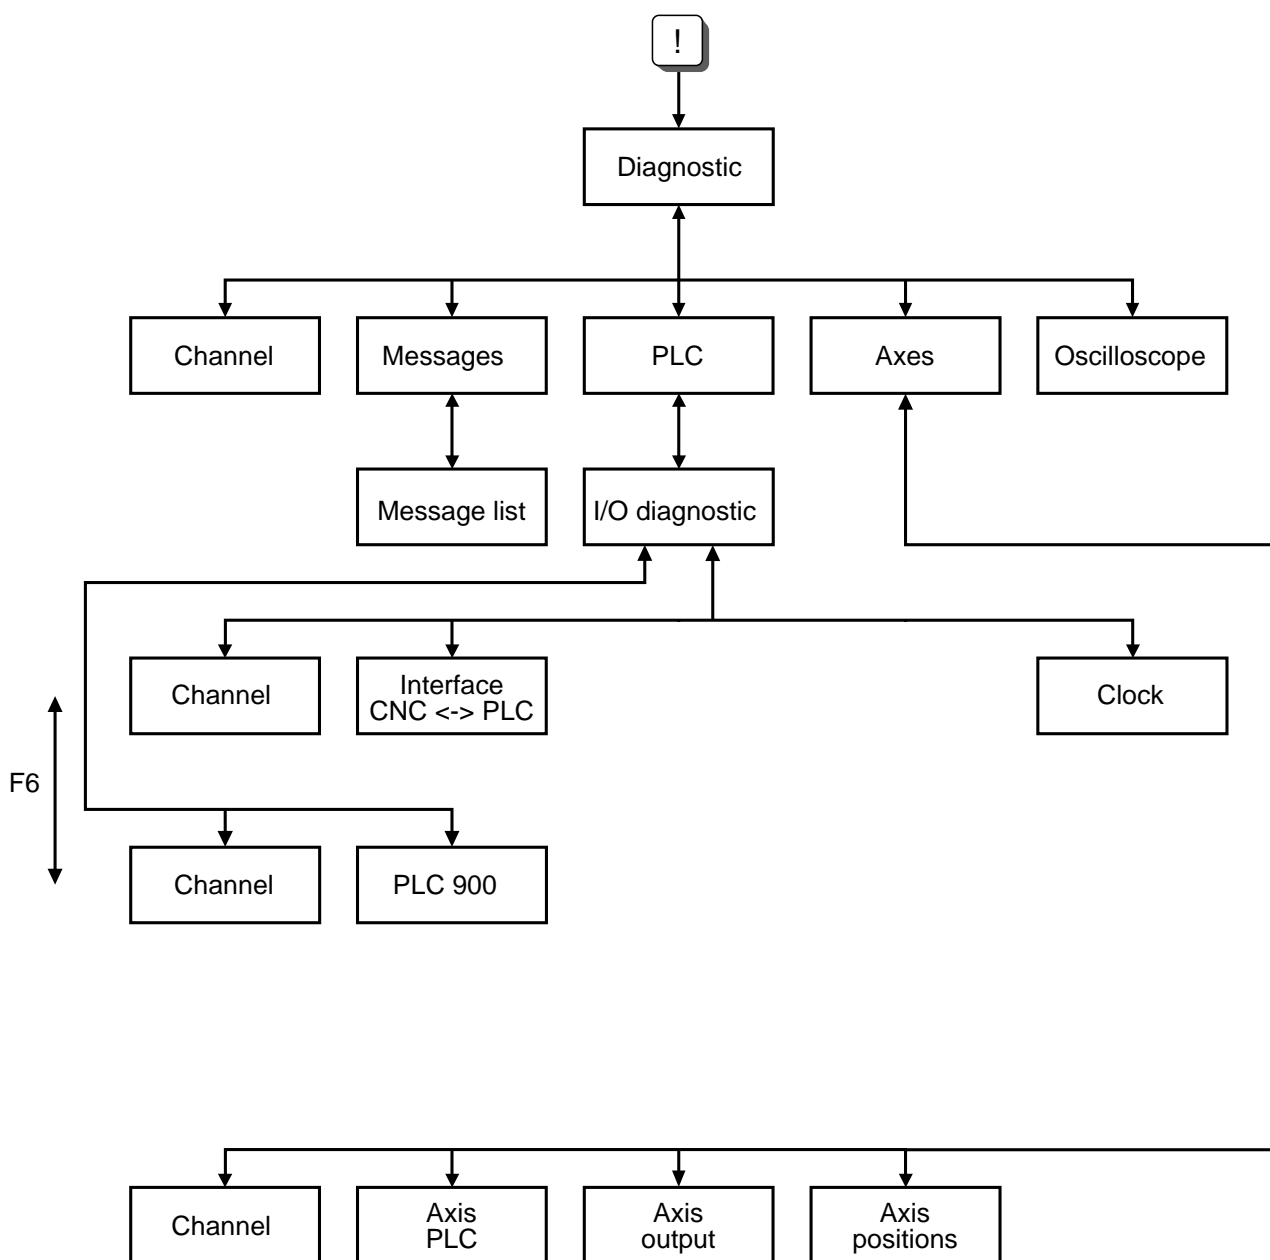 !
Diagnostic
Channel
Messages
PLC
Axes
Oscilloscope
Message list
I/O diagnostic
Channel
Interface
CNC <-> PLC
Clock
F6
Channel
PLC 900
Channel
Axis
PLC
Axis
output
Axis
positions